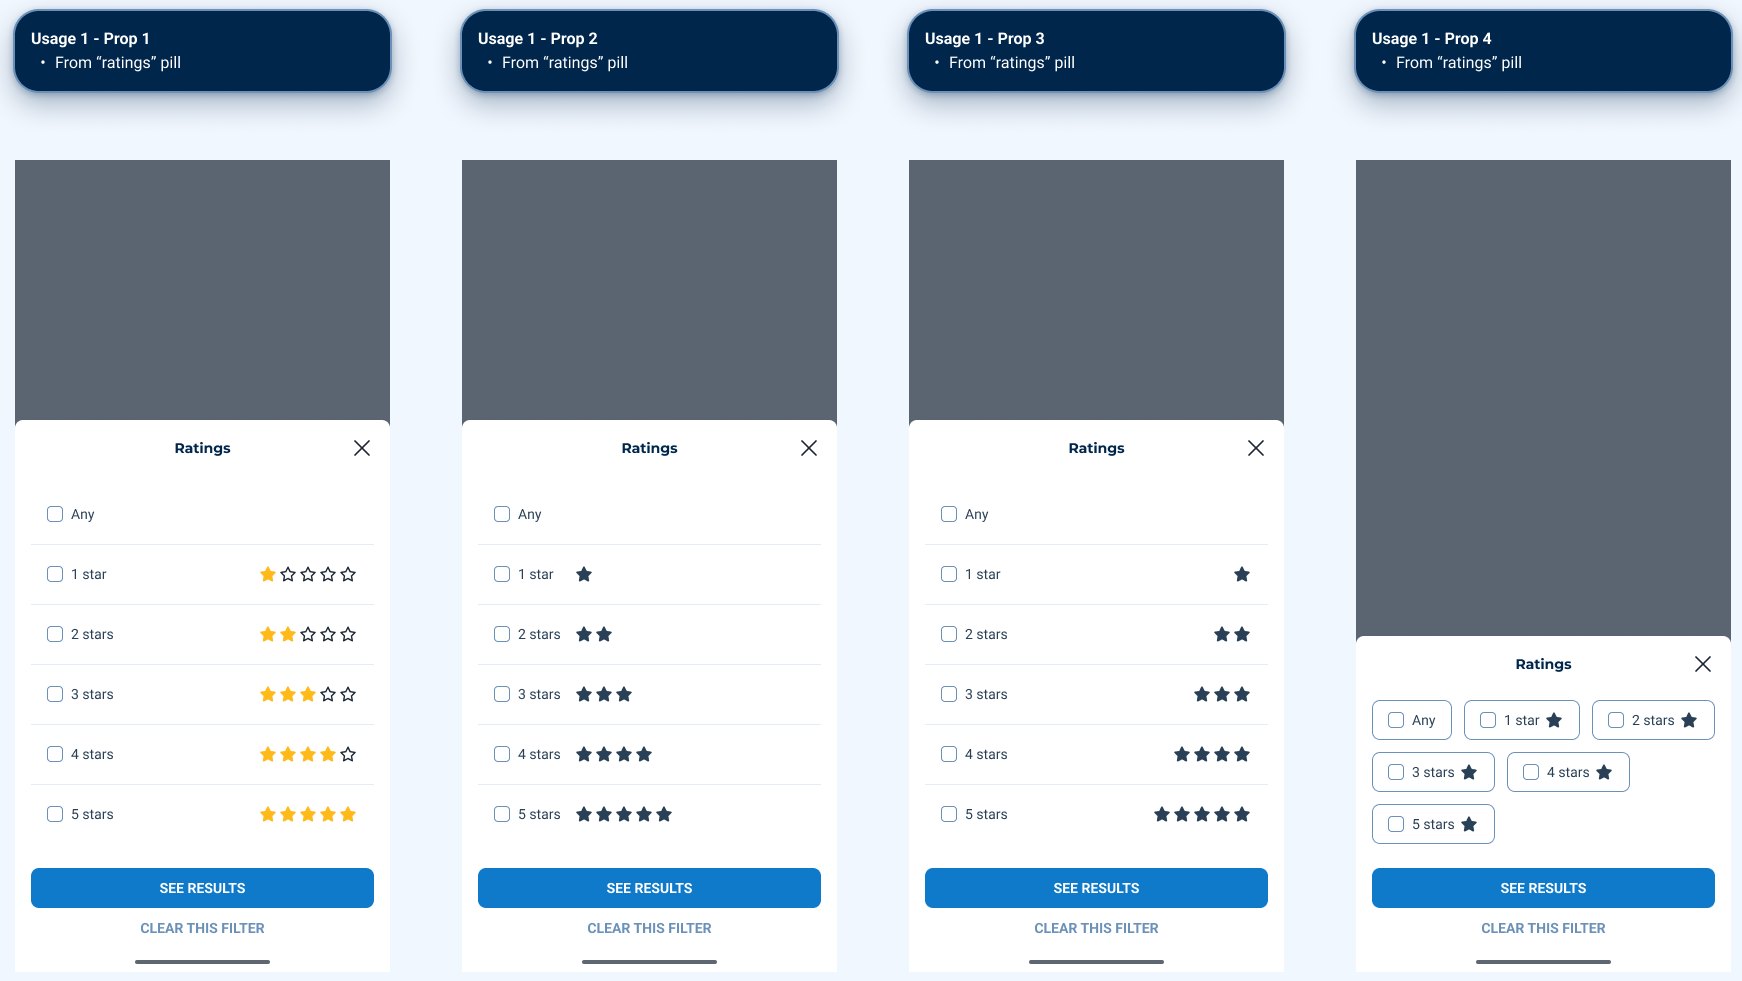 Usage 1 - Prop 1
• From “ratings” pill
Ratings
Any
1 star
2 stars
3 stars
4 stars
5 stars
SEE RESULTS
CLEAR THIS FILTER
Usage 1 - Prop 2
• From “ratings” pill
Ratings
Any
1 star
2 stars
3 stars
4 stars
5 stars
SEE RESULTS
CLEAR THIS FILTER
Usage 1 - Prop 3
• From “ratings” pill
Ratings
Any
1 star
2 stars
3 stars
4 stars
5 stars
SEE RESULTS
CLEAR THIS FILTER
Usage 1 - Prop 4
• From “ratings” pill
Ratings
Any 1 star 2 stars
3 stars 4 stars
5 stars
SEE RESULTS
CLEAR THIS FILTER